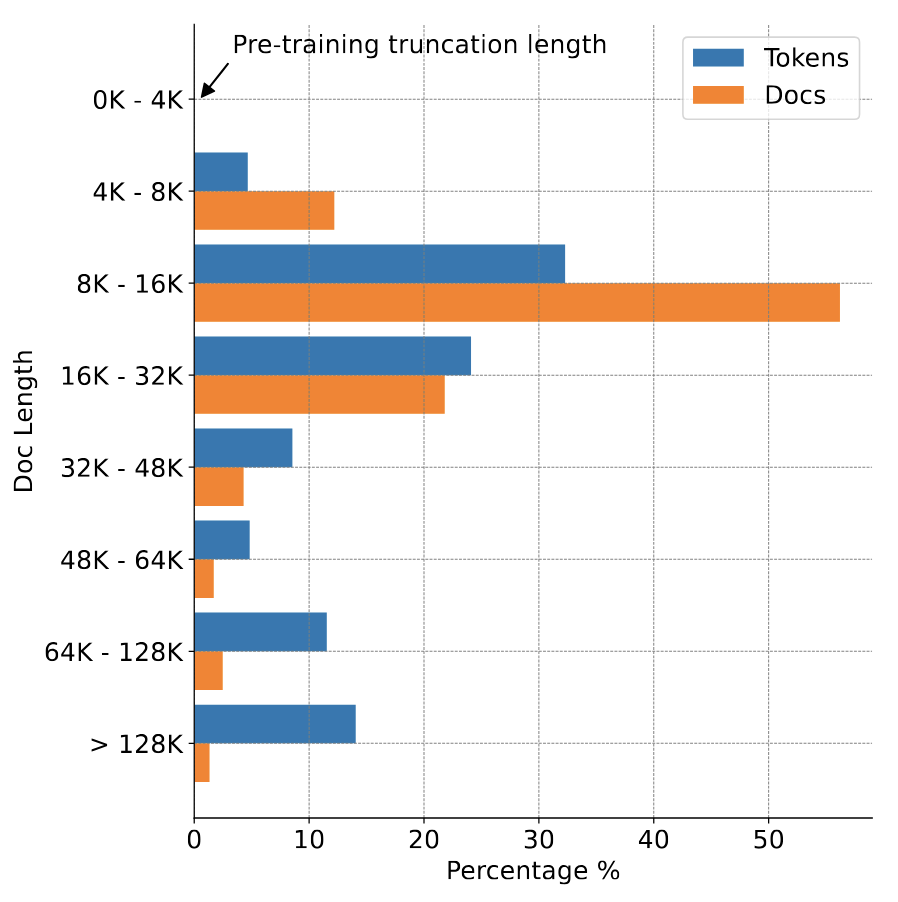 Pre-training truncation length
Tokens
Docs
0K - 4K
4K - 8K
8K - 16K
16K - 32K
32K - 48K
48K - 64K
64K - 128K
> 128K
Doc Length
0 10 20 30 40 50
Percentage %